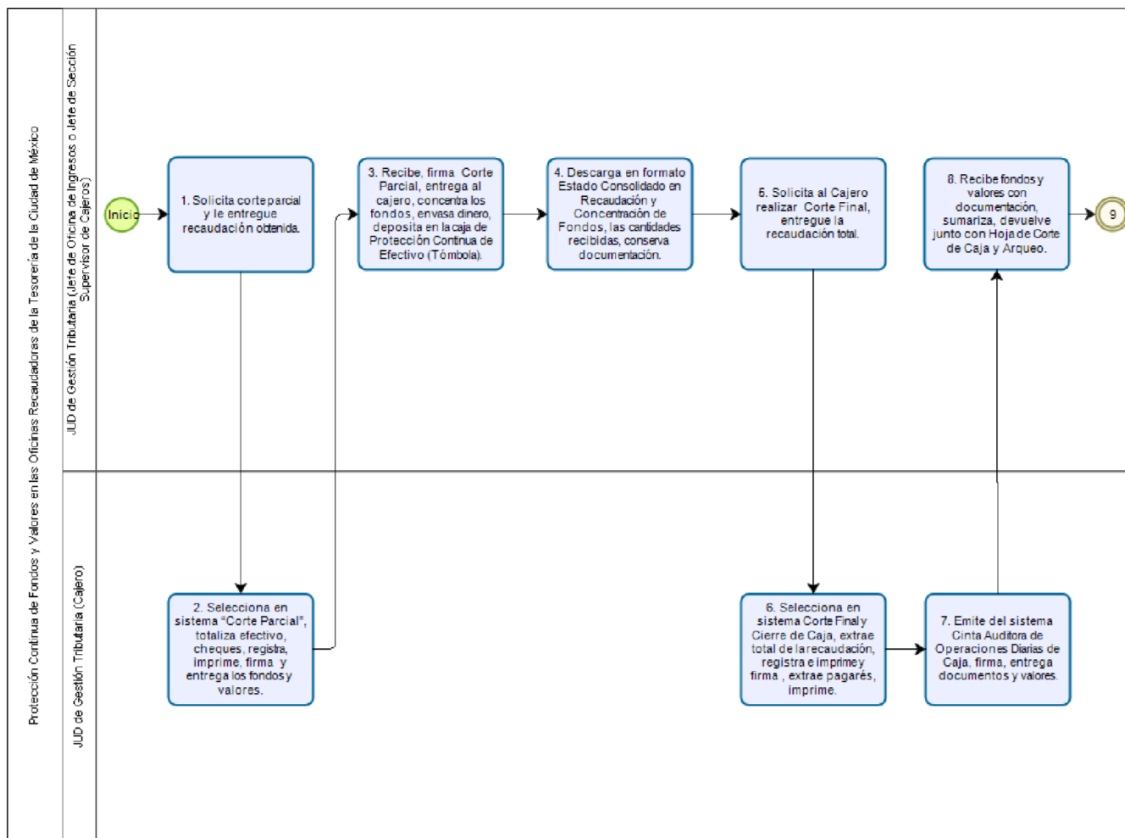 Protección Continua de Fondos y Valores en las Oficinas Recaudadoras de la Tesorería de la Ciudad de México
JUD de Gestión Tributaria (Jefe de Oficina de Ingresos o Jefe de Sección
Supervisor de Cajeros)
Inicio
1. Solicita corte parcial
y le entregue
recaudación obtenida.
3. Recibe, firma Corte
Parcial, entrega al
cajero, concentra los
fondos, envasa dinero,
deposita en la caja de
Protección Continua de
Efectivo (Tómbola).
4. Descarga en formato
Estado Consolidado en
Recaudación y
Concentración de
Fondos, las cantidades
recibidas, conserva
documentación.
5. Solicita al Cajero
realizar Corte Final,
entregue la
recaudación total.
8. Recibe fondos y
valores con
documentación,
sumariza, devuelve
junto con Hoja de Corte
de Caja y Arqueo.
9
JUD de Gestión Tributaria (Cajero)
2. Selecciona en
sistema “Corte Parcial”,
totaliza efectivo,
cheques, registra,
imprime, firma y
entrega los fondos y
valores.
6. Selecciona en
sistema Corte Final y
Cierre de Caja, extrae
total de la recaudación,
registra e imprime y
firma , extrae pagarés,
imprime.
7. Emite del sistema
Cinta Auditora de
Operaciones Diarias de
Caja, firma, entrega
documentos y valores.